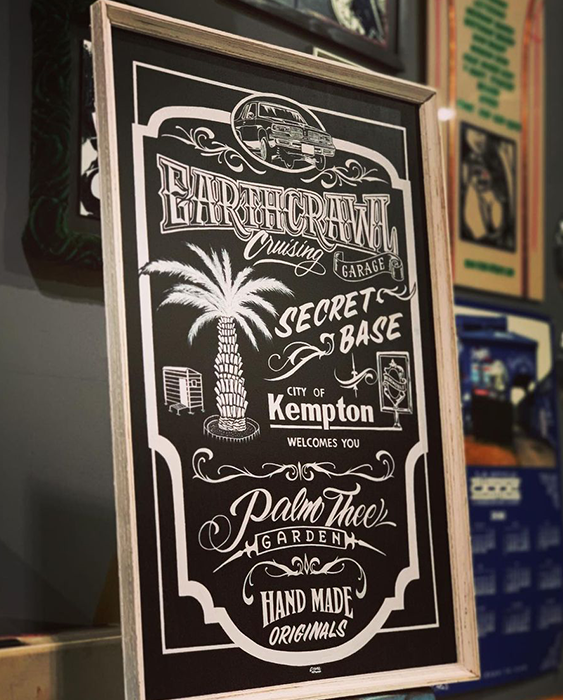 EARTHCRAWL
Cruising
GARAGE
SECRET
BASE
CITY OF
Kempton
WELCOMES YOU
Palm Thee
GARDEN
HAND MADE
ORIGINALS